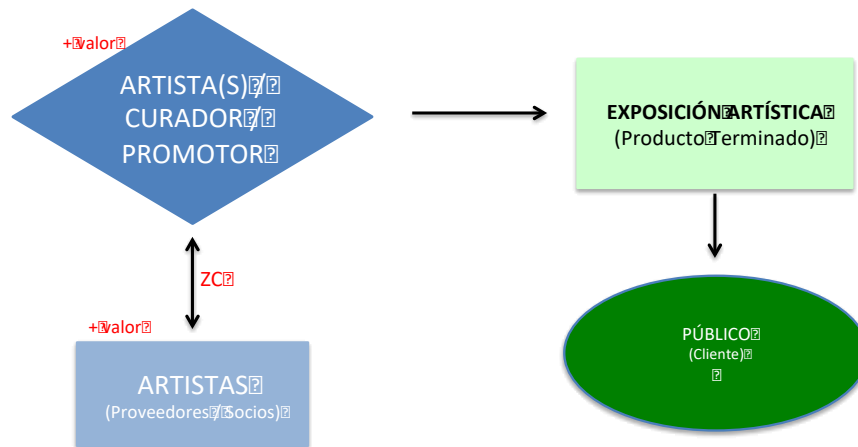 + valor
ARTISTA(S) /
CURADOR /
PROMOTOR
EXPOSICIÓN ARTÍSTICA
(Producto Terminado)
ZC
+ valor
ARTISTAS
(Proveedores / Socios)
PÚBLICO
(Cliente)